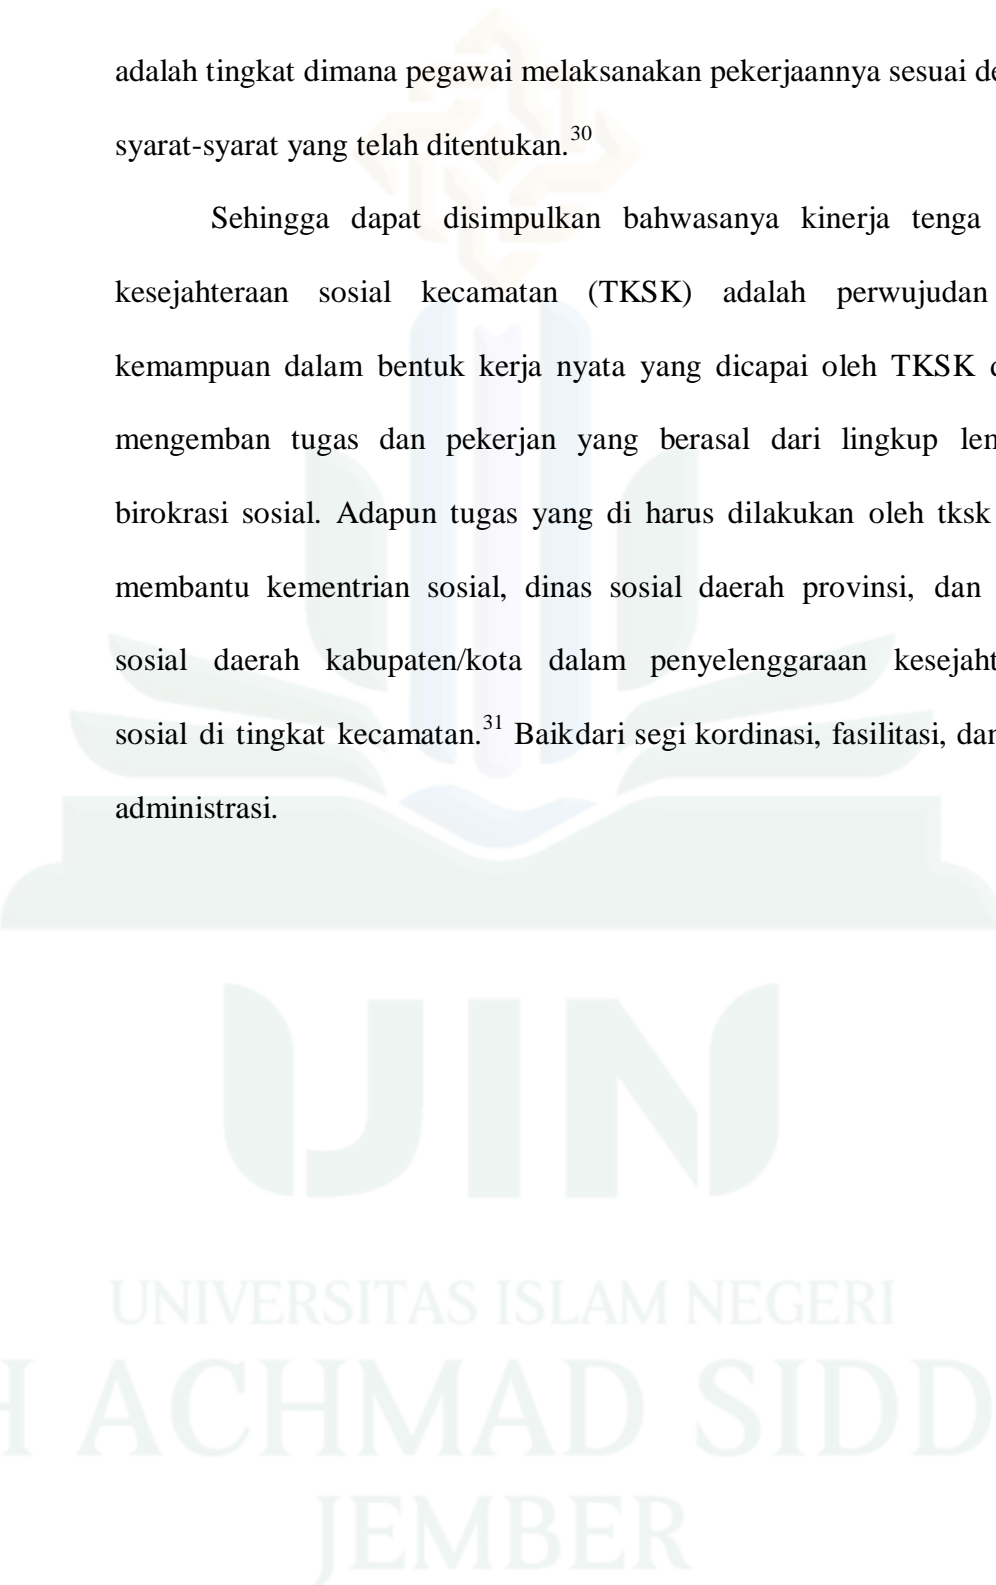 adalah tingkat dimana pegawai melaksanakan pekerjaannya sesuai de
syarat-syarat yang telah ditentukan.30
Sehingga dapat disimpulkan bahwasanya kinerja tenga
kesejahteraan sosial kecamatan (TKSK) adalah perwujudan
kemampuan dalam bentuk kerja nyata yang dicapai oleh TKSK d
mengemban tugas dan pekerjan yang berasal dari lingkup len
birokrasi sosial. Adapun tugas yang di harus dilakukan oleh tksk
membantu kementrian sosial, dinas sosial daerah provinsi, dan
sosial daerah kabupaten/kota dalam penyelenggaraan kesejaht
sosial di tingkat kecamatan.31 Baikdari segi kordinasi, fasilitasi, dan
administrasi.
UIN
UNIVERSITAS ISLAM NEGERI
H ACHMAD SIDD
JEMBER